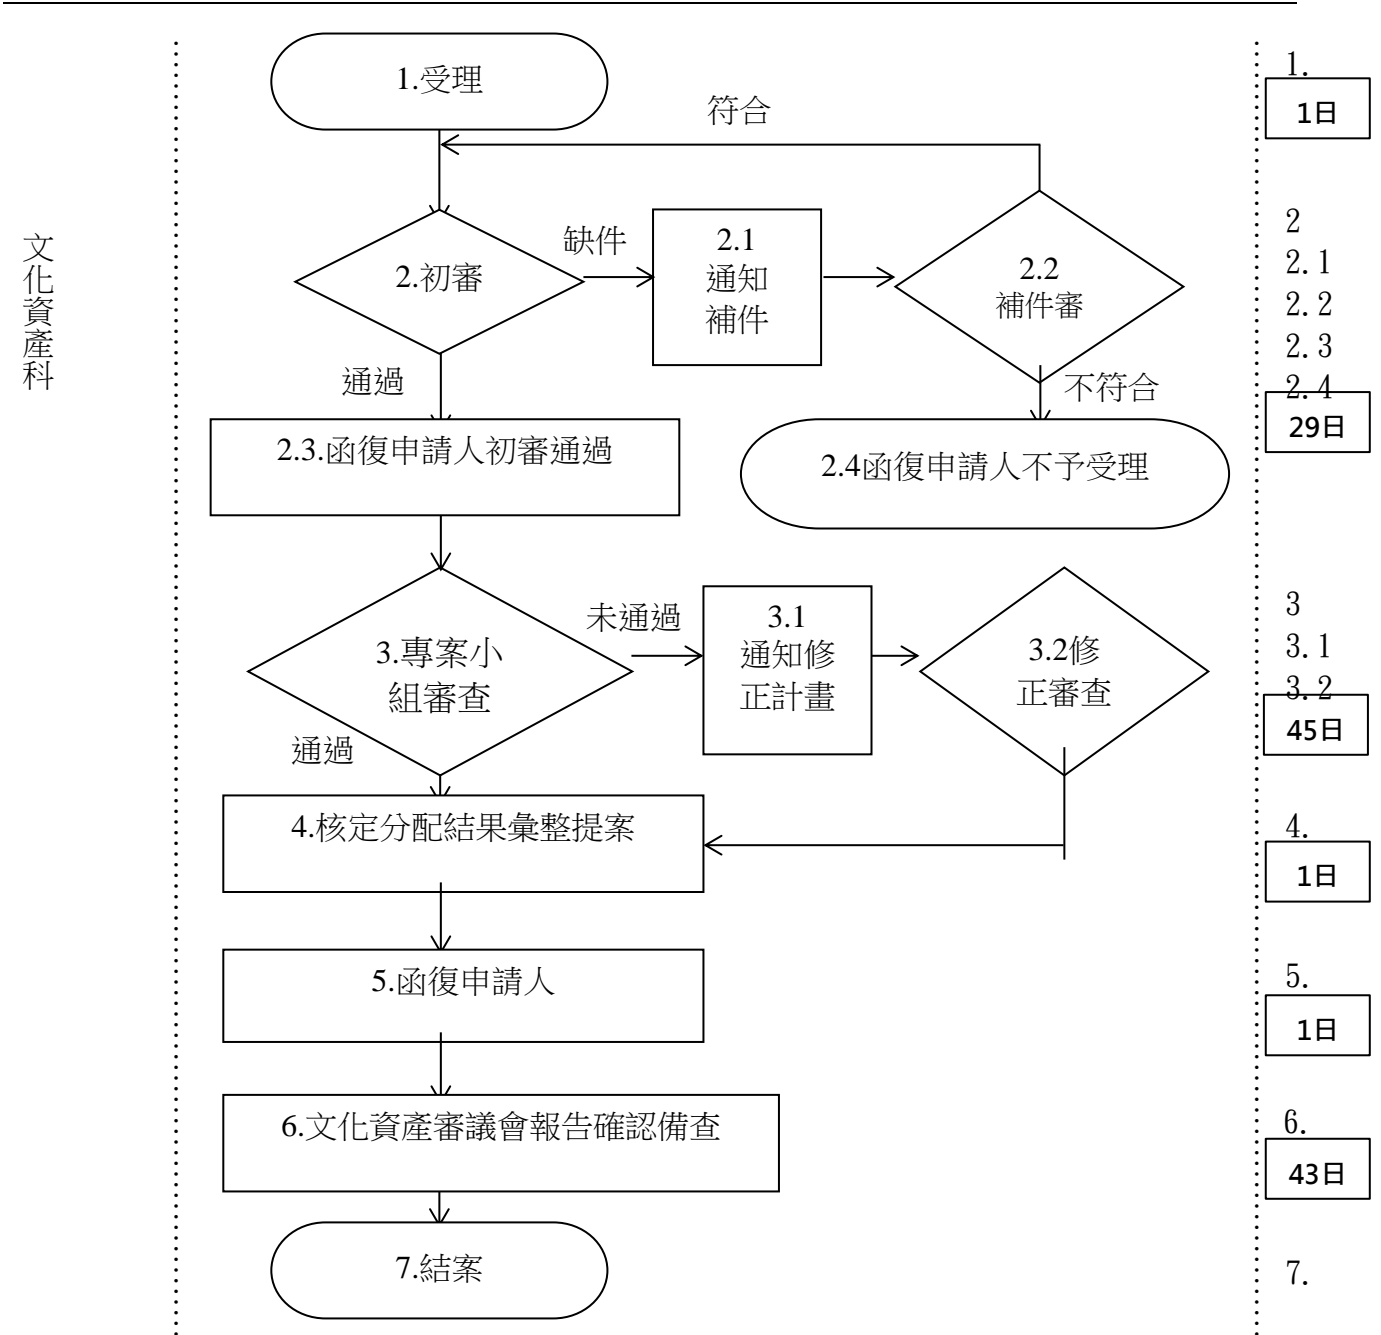 文化資產科
1.受理
符合
2.初審
缺件
2.1
通知
補件
2.2
補件審
通過
不符合
2.3.函復申請人初審通過
2.4函復申請人不予受理
3.專案小
組審查
未通過
3.1
通知修
正計畫
3.2修
正審查
通過
4.核定分配結果彙整提案
5.函復申請人
6.文化資產審議會報告確認備查
7.結案
1.
1日
2
2.1
2.2
2.3
2.4
29日
3
3.1
3.2
45日
4.
1日
5.
1日
6.
43日
7.